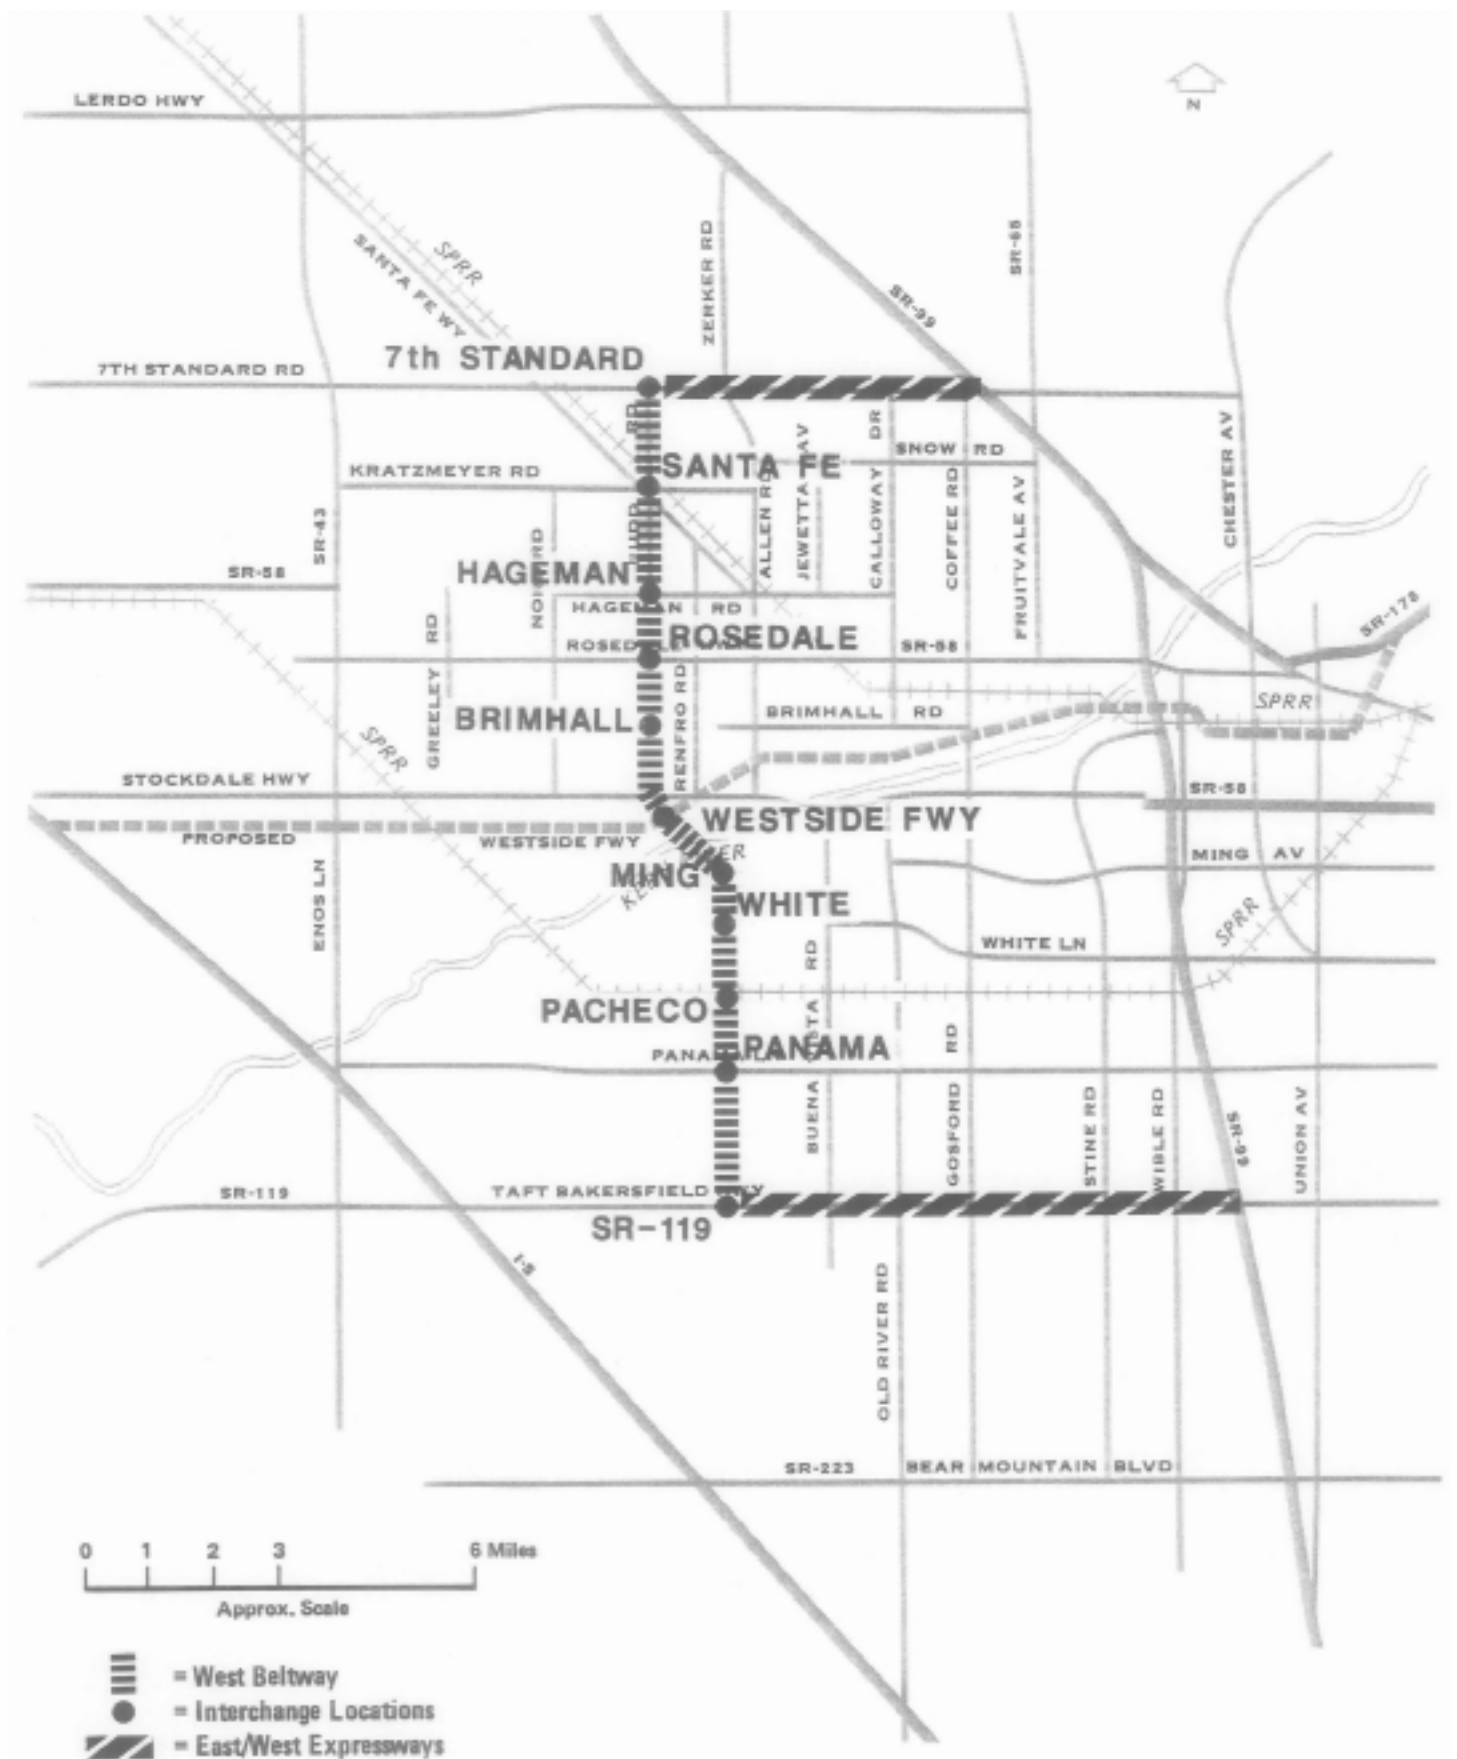 LERDO HWY
N
SPRR
SANTA FE WY
ZERKER RD
SR-65
SR-99
7th STANDARD
7TH STANDARD RD
RD
SNOW RD
CHESTER AV
KRATZMEYER RD
SANTA FE
ALLEN RD
JEWETTA AV
CALLOWAY DR
COFFEE RD
FRUITVALE AV
SR-43
SR-58
HAGEMAN
HAGEMAN RD
SR-178
GREELEY RD
ROSEDALE
SR-58
RENFRO RD
BRIMHALL
BRIMHALL RD
SPRR
SPRR
STOCKDALE HWY
SR-58
WESTSIDE FWY
PROPOSED
WESTSIDE FWY
MING
MING AV
ENOS LN
WHITE
WHITE LN
SPRR
PACHECO
PANAMA
BUENA VISTA RD
GOSFORD RD
STINE RD
WIBLE RD
SR-99
UNION AV
SR-119
TAFT BAKERSFIELD HWY
SR-119
I-5
OLD RIVER RD
SR-223
BEAR MOUNTAIN BLVD
0 1 2 3 6 Miles
Approx. Scale
= West Beltway
= Interchange Locations
= East/West Expressways